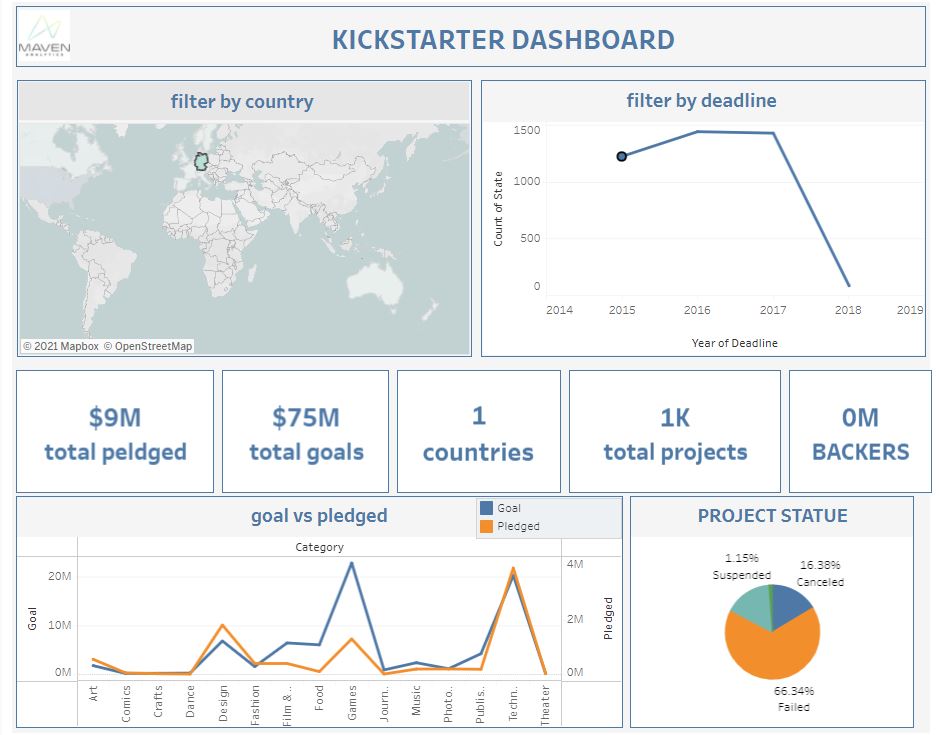 MAVEN
ANALYTICS
KICKSTARTER DASHBOARD
filter by country
© 2021 Mapbox © OpenStreetMap
filter by deadline
Count of State
1500
1000
500
0
2014 2015 2016 2017 2018 2019
Year of Deadline
$9M
total peldged
$75M
total goals
1
countries
1K
total projects
0M
BACKERS
goal vs pledged
Goal
Pledged
Category
Goal
20M
10M
0M
4M
2M
0M
Pledged
Art
Comics
Crafts
Dance
Design
Fashion
Film & ..
Food
Games
Journ..
Music
Photo..
Publis..
Techn..
Theater
PROJECT STATUE
1.15%
Suspended
16.38%
Canceled
66.34%
Failed